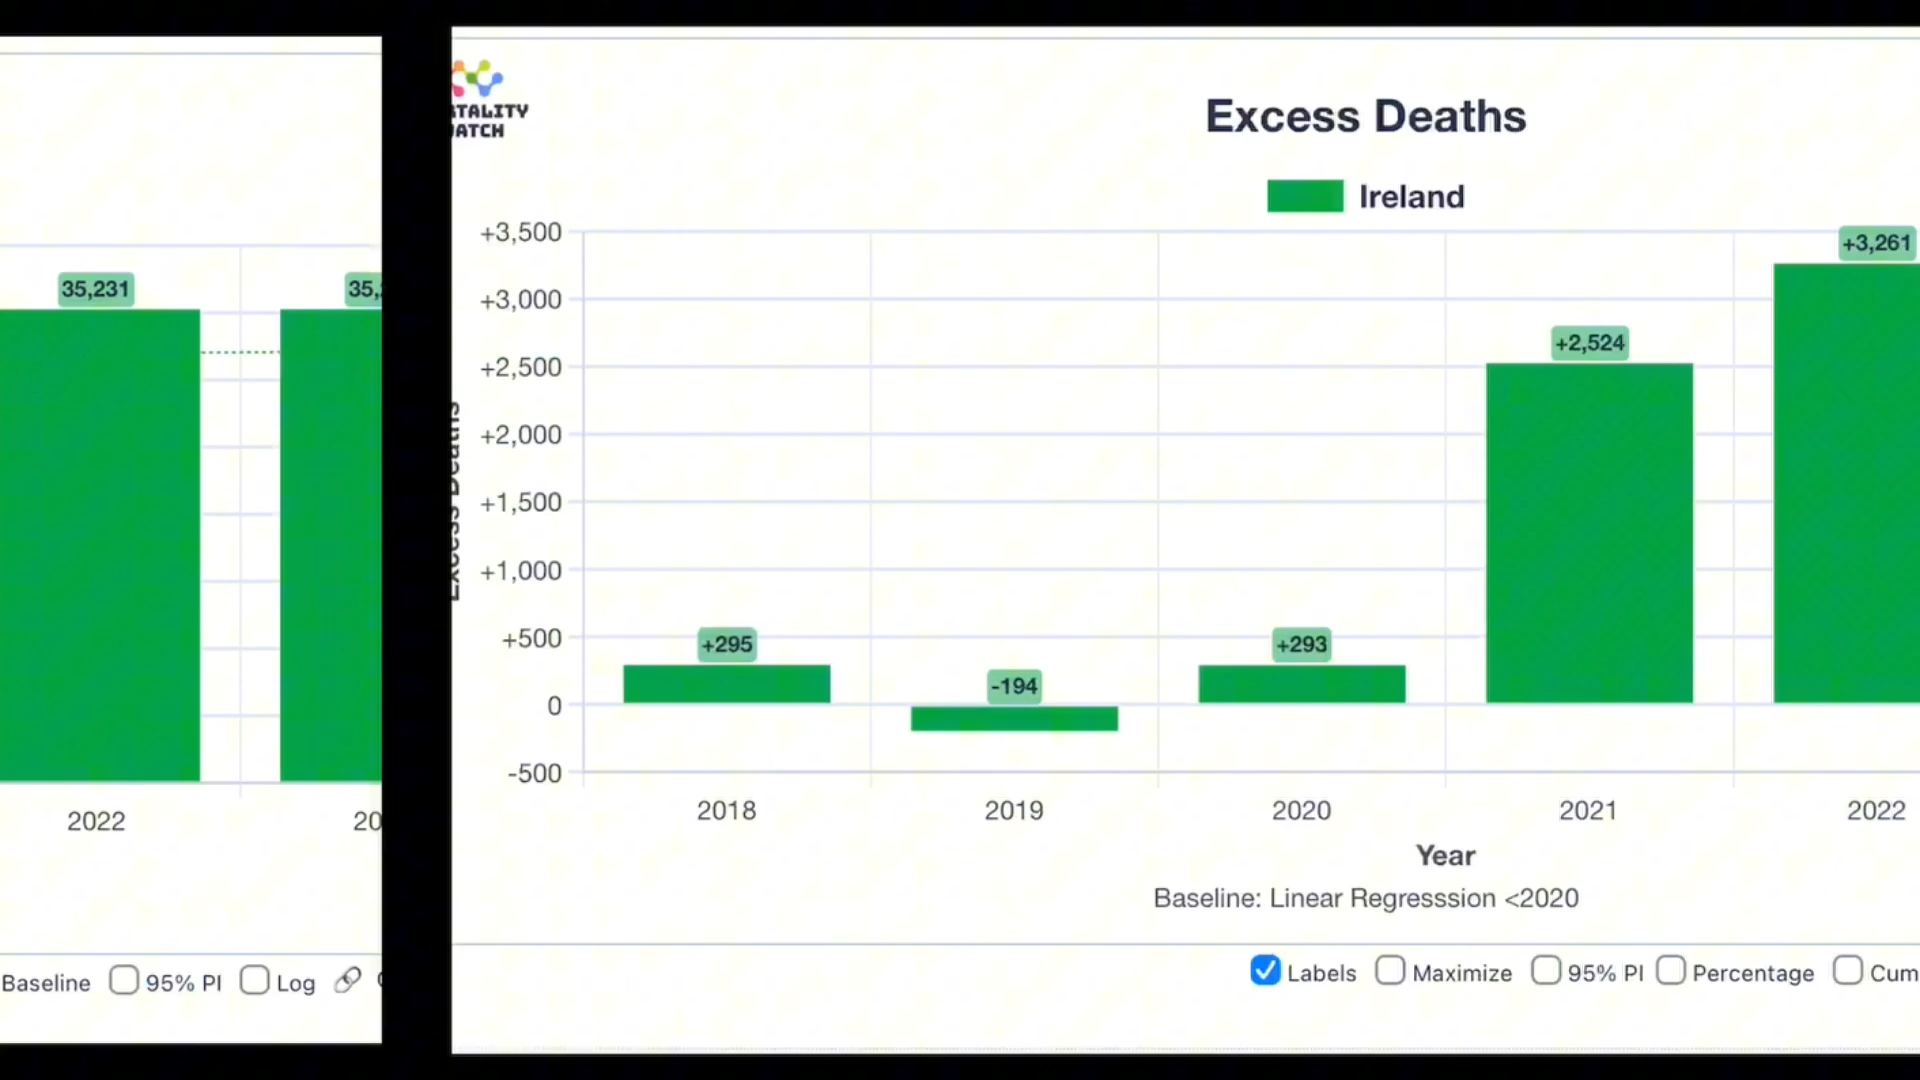 35,231
2022
Baseline
95% PI
Log
Excess Deaths
Ireland
+3,500
+3,000
+2,500
+2,000
+1,500
+1,000
+500
0
-500
+295
-194
+293
+2,524
+3,261
2018
2019
2020
2021
2022
Year
Baseline: Linear Regresssion <2020
Labels
Maximize
95% PI
Percentage